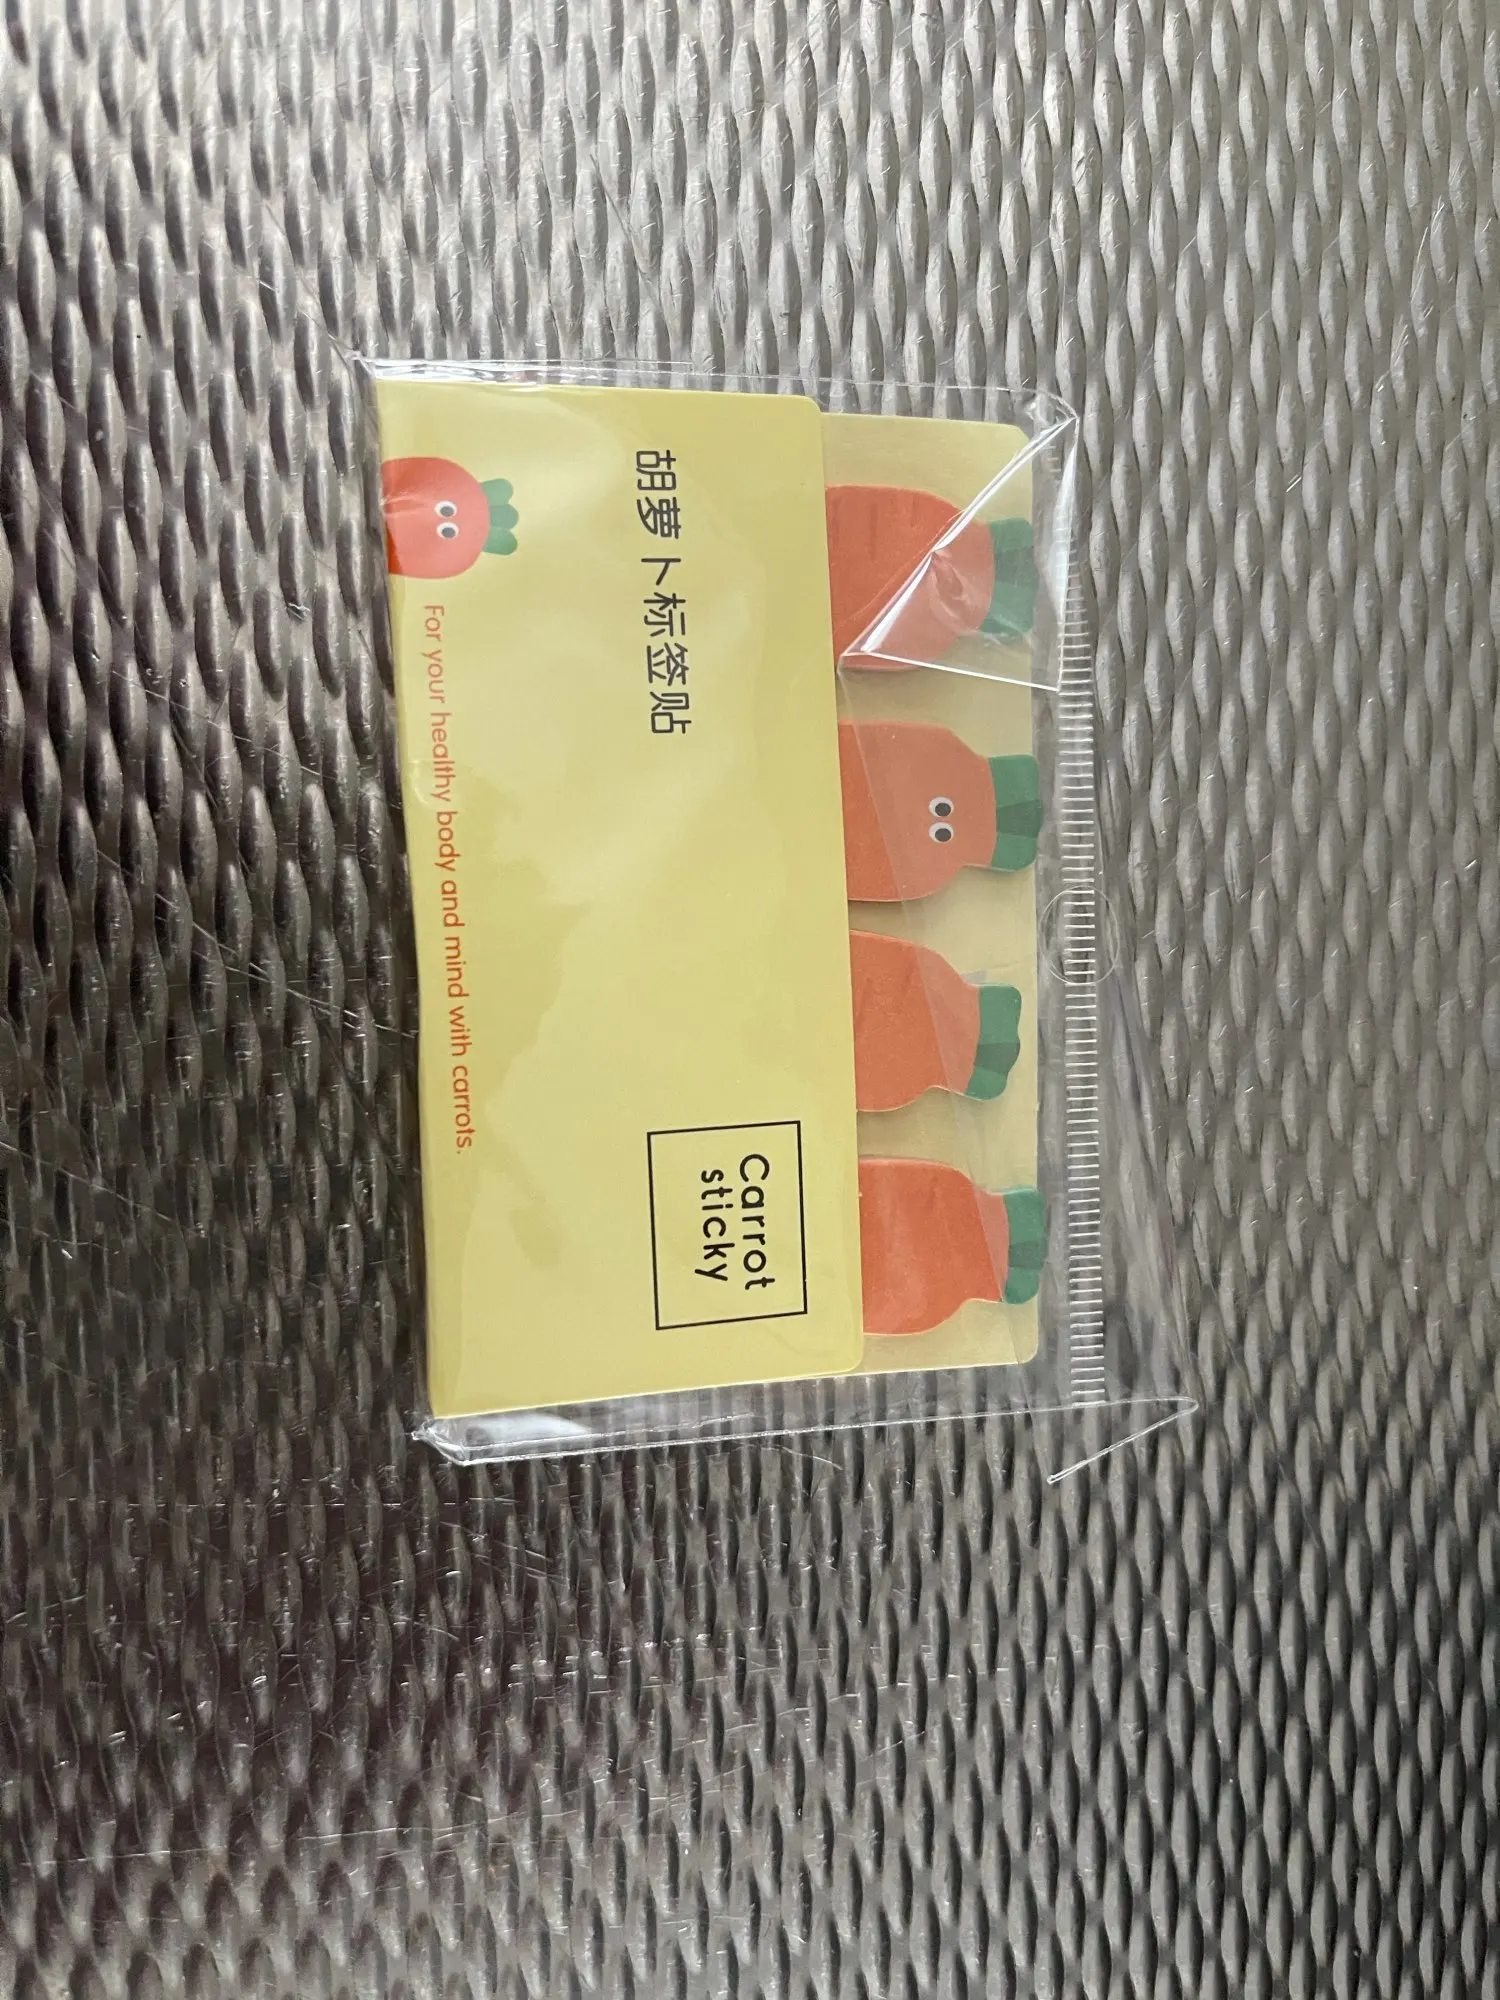 胡萝卜标签贴
Carrot
sticky
For your healthy body and mind with carrots.